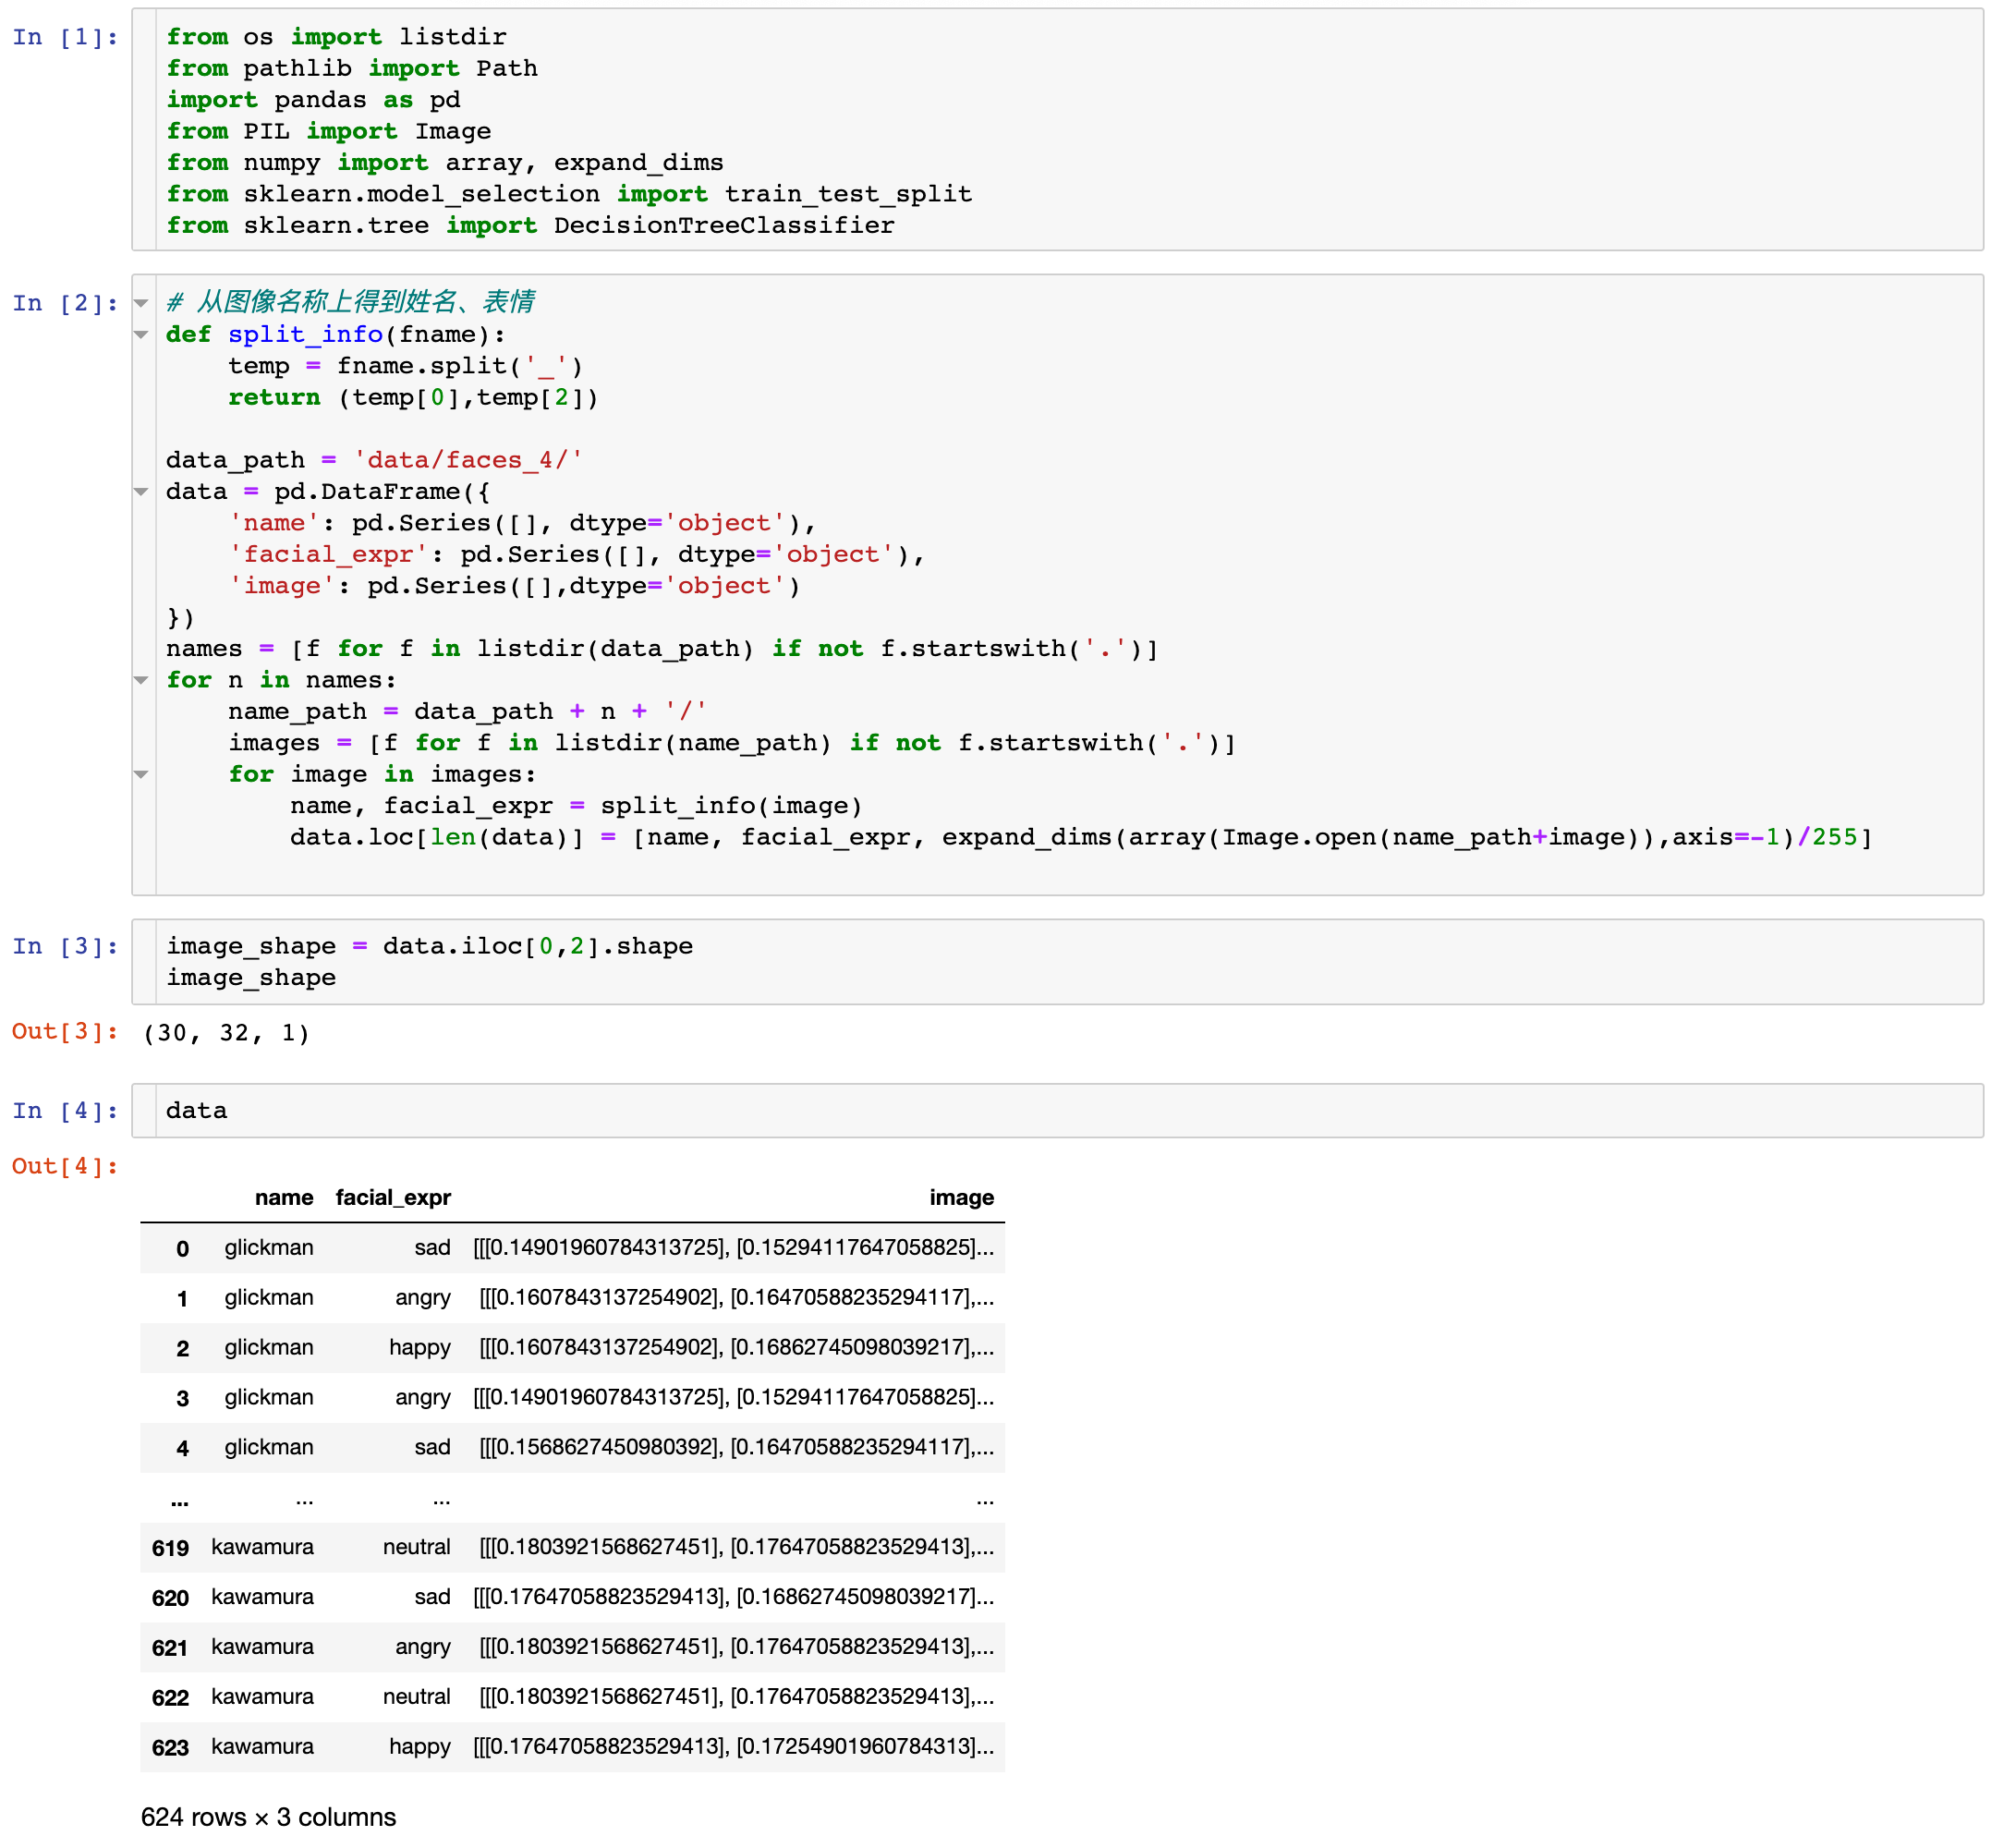 In [1]:
from os import listdir
from pathlib import Path
import pandas as pd
from PIL import Image
from numpy import array, expand_dims
from sklearn.model_selection import train_test_split
from sklearn.tree import DecisionTreeClassifier
In [2]:
# 从图像名称上得到姓名、表情
def split_info(fname):
    temp = fname.split('_')
    return (temp[0],temp[2])
data_path = 'data/faces_4/'
data = pd.DataFrame({
    'name': pd.Series([], dtype='object'),
    'facial_expr': pd.Series([], dtype='object'),
    'image': pd.Series([],dtype='object')
})
names = [f for f in listdir(data_path) if not f.startswith('.')]
for n in names:
    name_path = data_path + n + '/'
    images = [f for f in listdir(name_path) if not f.startswith('.')]
    for image in images:
        name, facial_expr = split_info(image)
        data.loc[len(data)] = [name, facial_expr, expand_dims(array(Image.open(name_path+image)),axis=-1)/255]
In [3]:
image_shape = data.iloc[0,2].shape
image_shape
Out[3]: (30, 32, 1)
In [4]:
data
Out[4]:
name facial_expr image
0 glickman sad [[[0.14901960784313725], [0.15294117647058825]...
1 glickman angry [[[0.1607843137254902], [0.16470588235294117],...
2 glickman happy [[[0.1607843137254902], [0.16862745098039217],...
3 glickman angry [[[0.14901960784313725], [0.15294117647058825]...
4 glickman sad [[[0.1568627450980392], [0.16470588235294117],...
... ... ... ...
619 kawamura neutral [[[0.1803921568627451], [0.17647058823529413],...
620 kawamura sad [[[0.17647058823529413], [0.16862745098039217]...
621 kawamura angry [[[0.1803921568627451], [0.17647058823529413],...
622 kawamura neutral [[[0.1803921568627451], [0.17647058823529413],...
623 kawamura happy [[[0.17647058823529413], [0.17254901960784313]...
624 rows × 3 columns